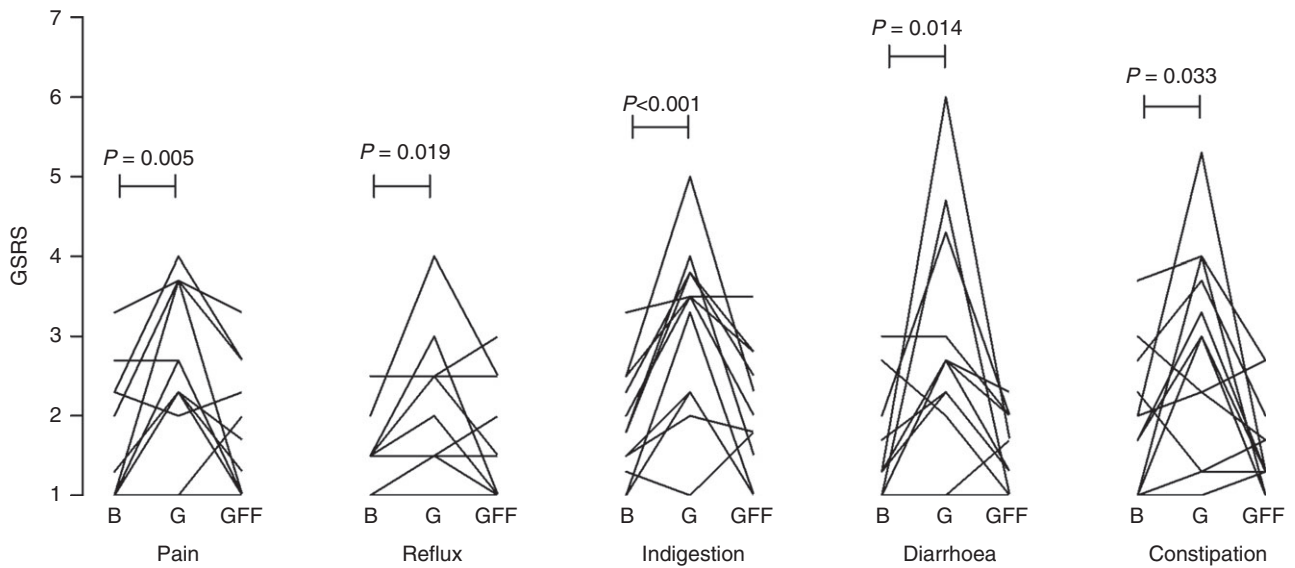 7
P = 0.014
P = 0.033
6
P<0.001
P = 0.005
P = 0.019
5
GSRS
4
3
2
1
B G GFF B G GFF B G GFF B G GFF B G GFF
Pain Reflux Indigestion Diarrhoea Constipation